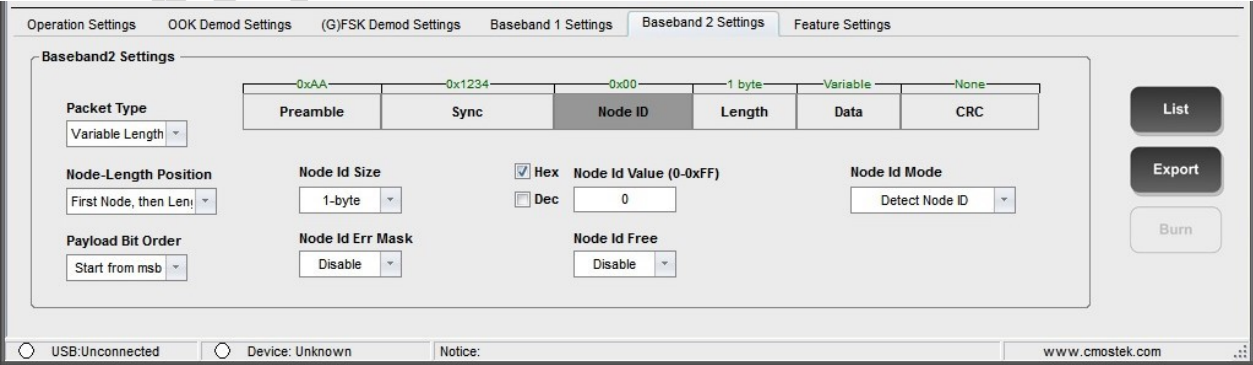 Operation Settings OOK Demod Settings (G)FSK Demod Settings Baseband 1 Settings Baseband 2 Settings Feature Settings
Baseband2 Settings
0xAA 0x1234 0x00 1 byte Variable None
Packet Type Preamble Sync Node ID Length Data CRC List
Variable Length
Node-Length Position Node Id Size Hex Node Id Value (0-0xFF) Node Id Mode Export
First Node, then Len 1-byte Dec 0 Detect Node ID
Payload Bit Order Node Id Err Mask Node Id Free Burn
Start from msb Disable Disable
USB:Unconnected Device: Unknown Notice: www.cmostek.com